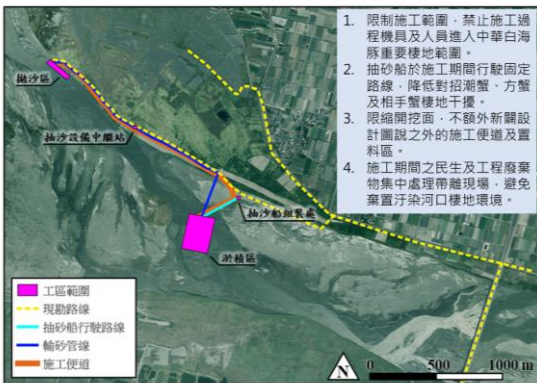 1. 限制施工範圍，禁止施工過
程機具及人員進入中華白海
豚重要棲地範圍。
2. 抽砂船於施工期間行駛固定
路線，降低對招潮蟹、方蟹
及相手蟹棲地干擾。
3. 限縮開挖面，不額外新闢設
計圖說之外的施工便道及置
料區。
4. 施工期間之民生及工程廢棄
物集中處理帶離現場，避免
棄置汙染河口棲地環境。
拋沙區
抽沙設備中繼站
抽沙船組裝處
淤積區
工區範圍
現勘路線
抽砂船行駛路線
輸砂管線
施工便道
N
0 500 1000 m